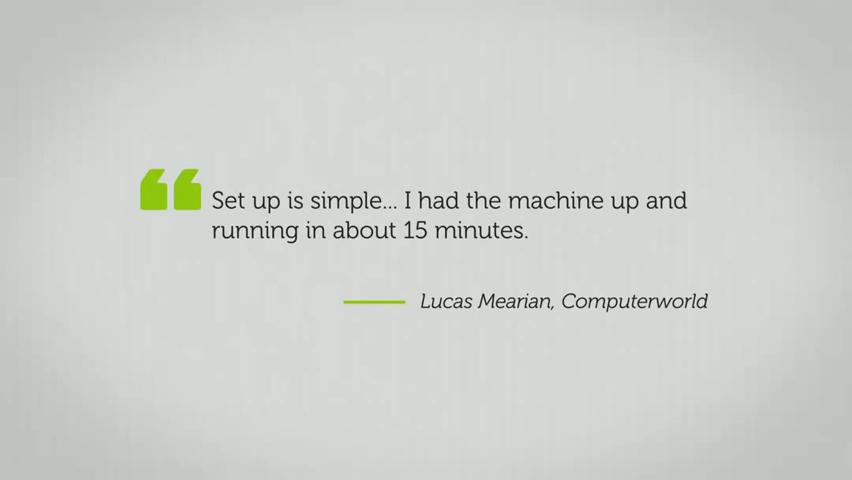 Set up is simple... I had the machine up and
running in about 15 minutes.
Lucas Mearian, Computerworld